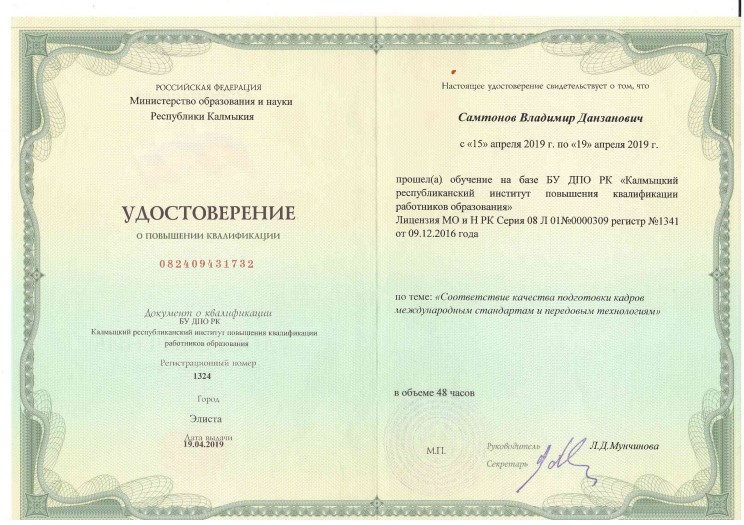 РОССИЙСКАЯ ФЕДЕРАЦИЯ
Министерство образования и науки
Республики Калмыкия
УДОСТОВЕРЕНИЕ
О ПОВЫШЕНИИ КВАЛИФИКАЦИИ
082409431732
Документ о квалификации
БУ ДПО РК
Калмыцкий республиканский институт повышения квалификации
работников образования
Регистрационный номер
1324
Город
Элиста
Дата выдачи
19.04.2019
Настоящее удостоверение свидетельствует о том, что
Самтонов Владимир Данзанович
с «15» апреля 2019 г. по «19» апреля 2019 г.
прошел(а) обучение на базе БУ ДПО РК «Калмыцкий
республиканский институт повышения квалификации
работников образования»
Лицензия МО и Н РК Серия 08 Л 01№0000309 регистр №1341
от 09.12.2016 года
по теме: «Соответствие качества подготовки кадров
международным стандартам и передовым технологиям»
в объеме 48 часов
М.П.
Руководитель Л.Д.Мунчинова
Секретарь